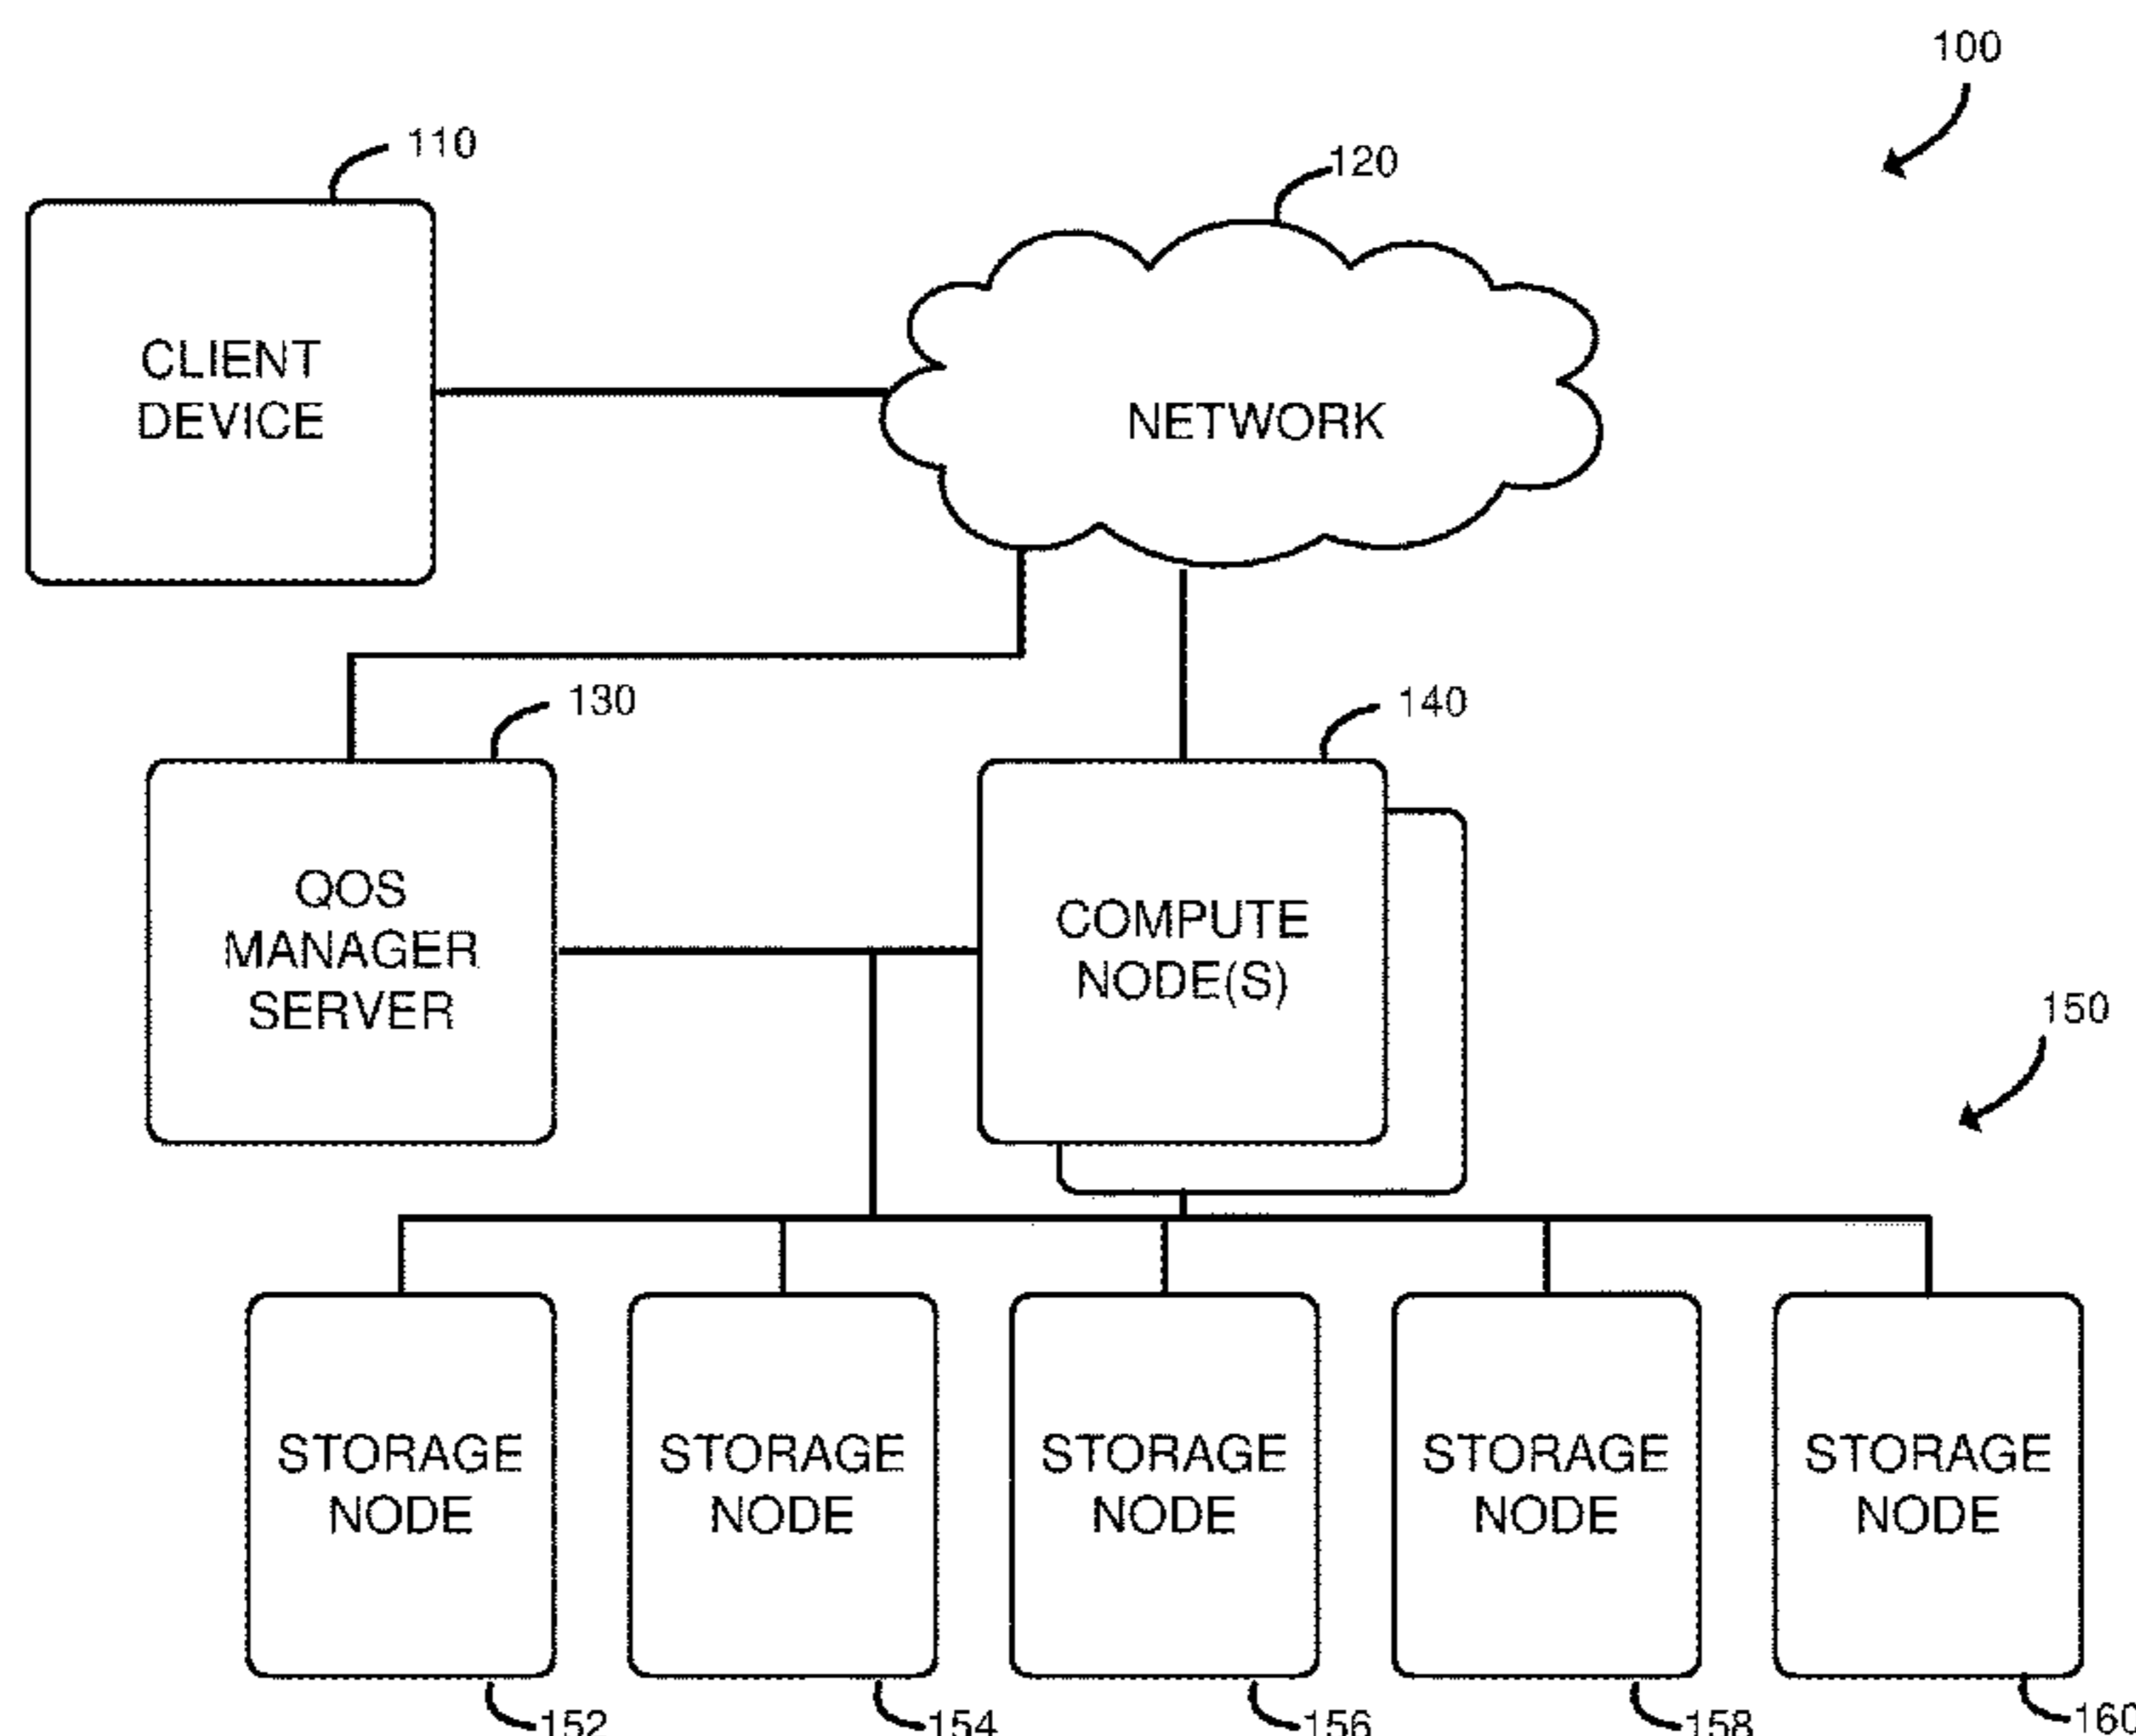 100
110
120
CLIENT
DEVICE
NETWORK
130
140
QOS
MANAGER
SERVER
COMPUTE
NODE(S)
150
STORAGE
NODE
STORAGE
NODE
STORAGE
NODE
STORAGE
NODE
STORAGE
NODE
152
154
156
158
160